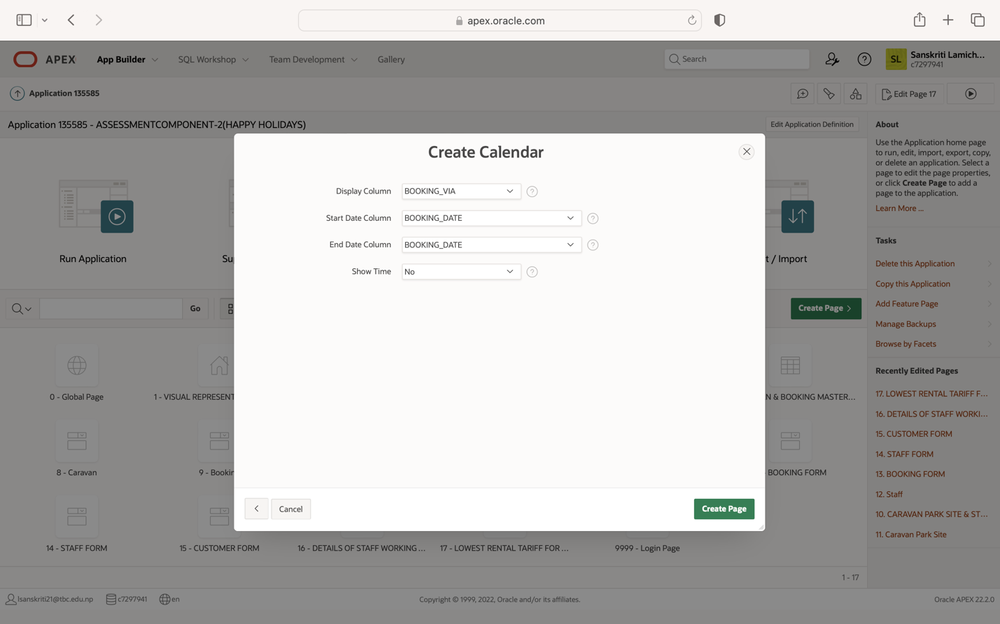 apex.oracle.com
APEX
App Builder
SQL Workshop
Team Development
Gallery
Search
SL
Sanskriti Lamich...
c7297941
Application 135585
Edit Page 17
Application 135585 - ASSESSMENTCOMPONENT-2(HAPPY HOLIDAYS)
Edit Application Definition
Create Calendar
Display Column
BOOKING_VIA
Start Date Column
BOOKING_DATE
End Date Column
BOOKING_DATE
Show Time
No
Cancel
Create Page
Run Application
Su
t / Import
Go
Create Page
0 - Global Page
1 - VISUAL REPRESENT
N & BOOKING MASTER...
8 - Caravan
9 - Bookin
BOOKING FORM
14 - STAFF FORM
15 - CUSTOMER FORM
16 - DETAILS OF STAFF WORKING ...
17 - LOWEST RENTAL TARIFF FOR ...
9999 - Login Page
1 - 17
About
Use the Application home page
to run, edit, import, export, copy,
or delete an application. Select a
page to edit the page properties,
or click Create Page to add a
page to the application.
Learn More ...
Tasks
Delete this Application
Copy this Application
Add Feature Page
Manage Backups
Browse by Facets
Recently Edited Pages
17. LOWEST RENTAL TARIFF F...
16. DETAILS OF STAFF WORKI...
15. CUSTOMER FORM
14. STAFF FORM
13. BOOKING FORM
12. Staff
10. CARAVAN PARK SITE & ST...
11. Caravan Park Site
lsanskriti21@tbc.edu.np
c7297941
en
Copyright © 1999, 2022, Oracle and/or its affiliates.
Oracle APEX 22.2.0